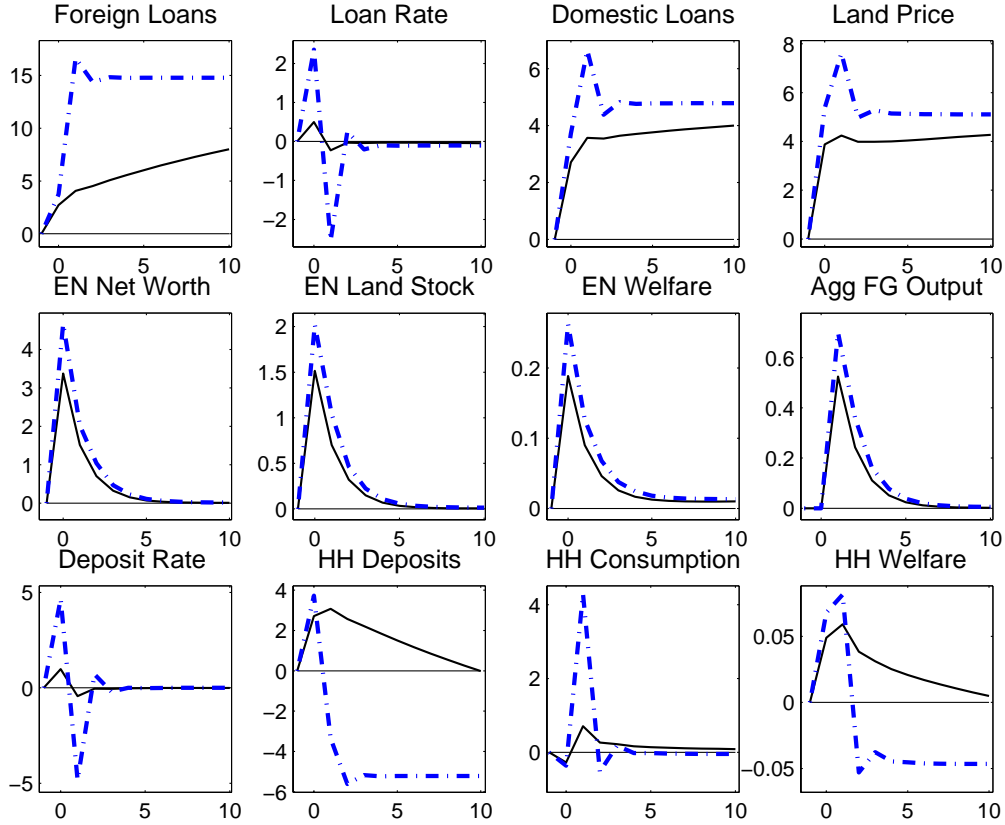 Foreign Loans
15
10
5
0
0 5 10
Loan Rate
2
1
0
−1
−2
0 5 10
Domestic Loans
6
4
2
0
0 5 10
Land Price
8
6
4
2
0
0 5 10
EN Net Worth
4
3
2
1
0
0 5 10
EN Land Stock
2
1.5
1
0.5
0
0 5 10
EN Welfare
0.2
0.1
0
0 5 10
Agg FG Output
0.6
0.4
0.2
0
0 5 10
Deposit Rate
5
0
−5
0 5 10
HH Deposits
4
2
0
−2
−4
−6
0 5 10
HH Consumption
4
2
0
0 5 10
HH Welfare
0.05
0
−0.05
0 5 10